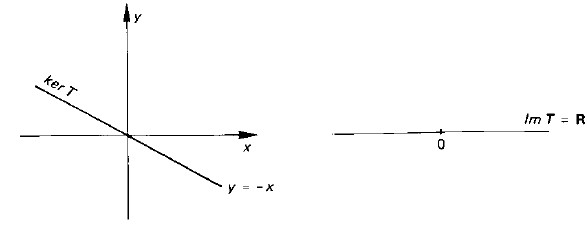 y
ker T
x
y = -x
Im T = R
0